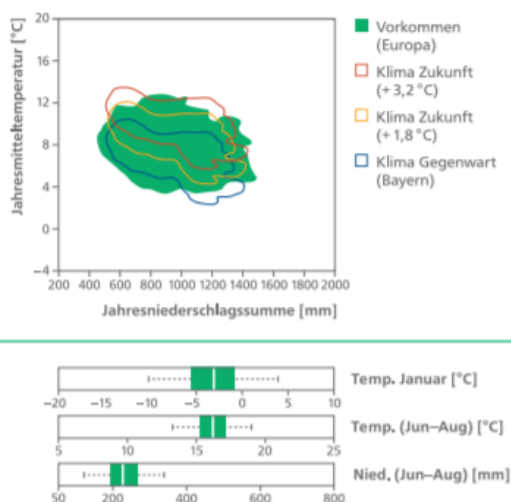 Jahresmitteltemperatur [°C]
20
16
12
8
4
0
−4
200 400 600 800 1000 1200 1400 1600 1800 2000
Jahresniederschlagssumme [mm]
Vorkommen
(Europa)
Klima Zukunft
(+3,2 °C)
Klima Zukunft
(+1,8 °C)
Klima Gegenwart
(Bayern)
Temp. Januar [°C]
−20 −15 −10 −5 0 5 10
Temp. (Jun–Aug) [°C]
5 10 15 20 25
Nied. (Jun–Aug) [mm]
50 200 400 600 800